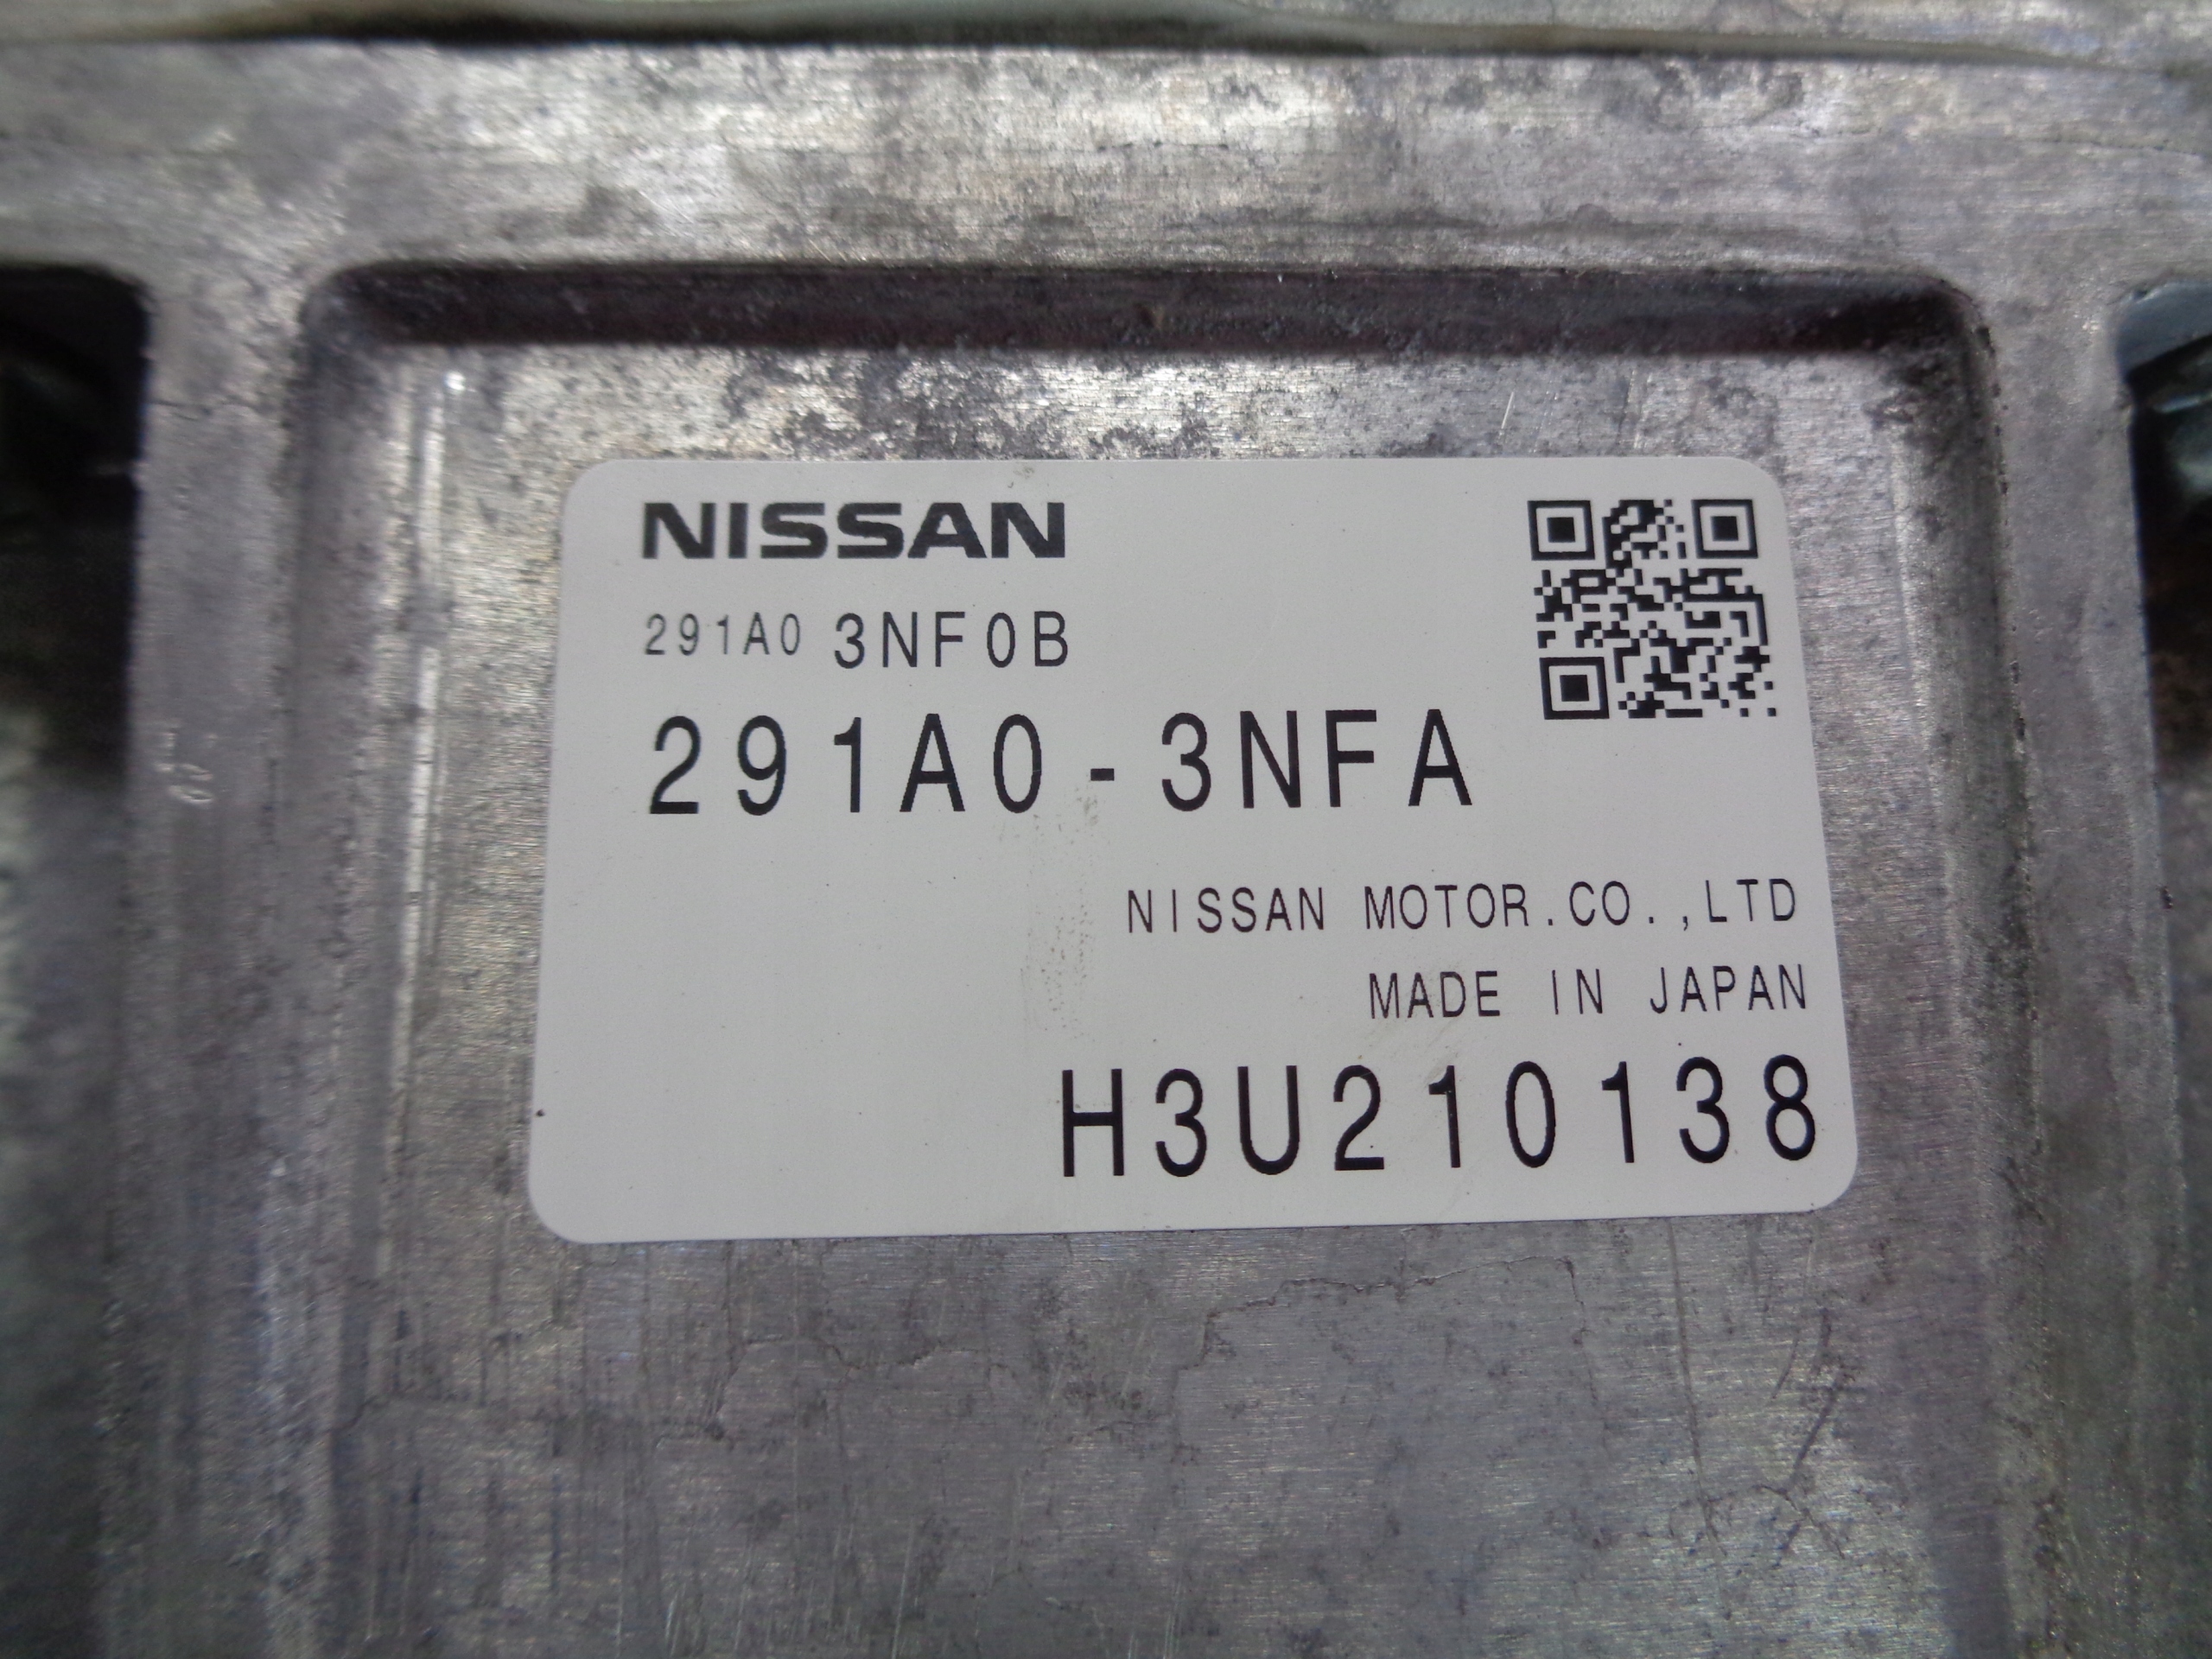 NISSAN
291A0 3NF0B
291A0-3NFA
NISSAN MOTOR.CO.,LTD
MADE IN JAPAN
H3U210138